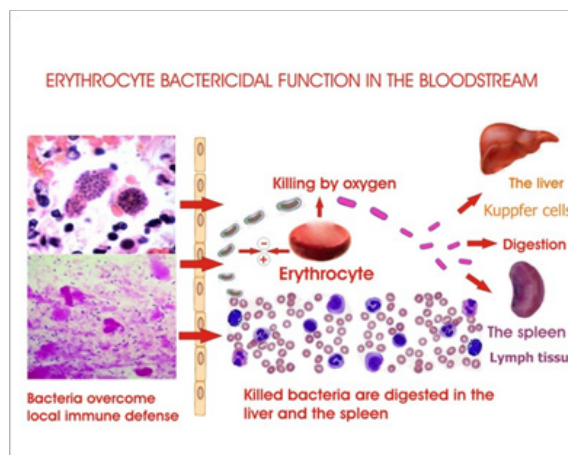 ERYTHROCYTE BACTERICIDAL FUNCTION IN THE BLOODSTREAM
Killing by oxygen
The liver
Kuppfer cells
−
+
Erythrocyte
Digestion
The spleen
Lymph tissu
Bacteria overcome
local immune defense
Killed bacteria are digested in the
liver and the spleen